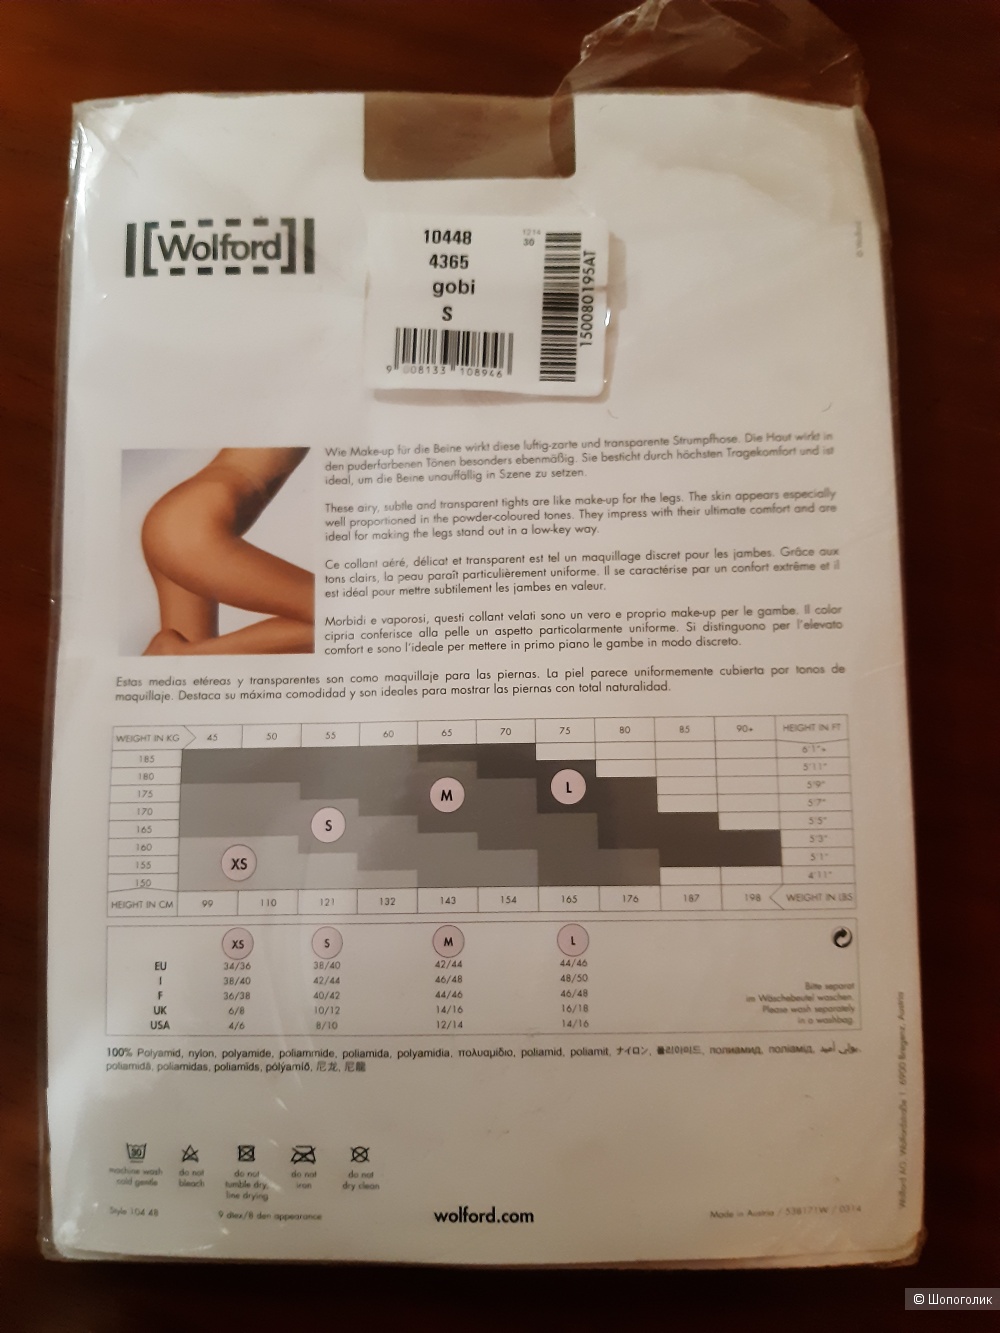 [Wolford]
10448
4365
gobi
S
1214
30
150080195AT
9 008133 108946
© Wolford
Wie Make-up für die Beine wirkt diese luftig-zarte und transparente Strumpfhose. Die Haut wirkt in
den puderfarbenen Tönen besonders ebenmäßig. Sie besticht durch höchsten Tragekomfort und ist
ideal, um die Beine unauffällig in Szene zu setzen.
These airy, subtle and transparent tights are like make-up for the legs. The skin appears especially
well proportioned in the powder-coloured tones. They impress with their ultimate comfort and are
ideal for making the legs stand out in a low-key way.
Ce collant aéré, délicat et transparent est tel un maquillage discret pour les jambes. Grâce aux
tons clairs, la peau paraît particulièrement uniforme. Il se caractérise par un confort extrême et il
est idéal pour mettre subtilement les jambes en valeur.
Morbidi e vaporosi, questi collant velati sono un vero e proprio make-up per le gambe. Il color
cipria conferisce alla pelle un aspetto particolarmente uniforme. Si distinguono per l'elevato
comfort e sono l'ideale per mettere in primo piano le gambe in modo discreto.
Estas medias etéreas y transparentes son como maquillaje para las piernas. La piel parece uniformemente cubierta por tonos de
maquillaje. Destaca su máxima comodidad y son ideales para mostrar las piernas con total naturalidad.
WEIGHT IN KG 45 50 55 60 65 70 75 80 85 90+ HEIGHT IN FT
185 6'1"+
180 5'11"
175 5'9"
170 5'7"
165 5'5"
160 5'3"
155 5'1"
150 4'11"
M L
S
XS
HEIGHT IN CM 99 110 121 132 143 154 165 176 187 198 WEIGHT IN LBS
XS S M L
EU 34/36 38/40 42/44 44/46
I 38/40 42/44 46/48 48/50
F 36/38 40/42 44/46 46/48
UK 6/8 10/12 14/16 16/18
USA 4/6 8/10 12/14 14/16
Bitte separat
im Wäschebeutel waschen.
Please wash separately
in a washbag.
100% Polyamid, nylon, polyamide, poliammide, poliamida, polyamidia, πολυαμίδιο, poliamid, poliamit, ナイロン, 폴리아미드, полиамид, поліамід,
poliamidă, poliamidas, poliamīds, pólýamíð, 尼龙, 尼龍
30
machine wash
cold gentle
do not
bleach
do not
tumble dry,
line drying
do not
iron
do not
dry clean
Style 104 48
9 dtex/8 den appearance
wolford.com
Made in Austria / 538171W / 0314
Wolford AG, Wolfordstraße 1, 6900 Bregenz, Austria
© Шопоголик